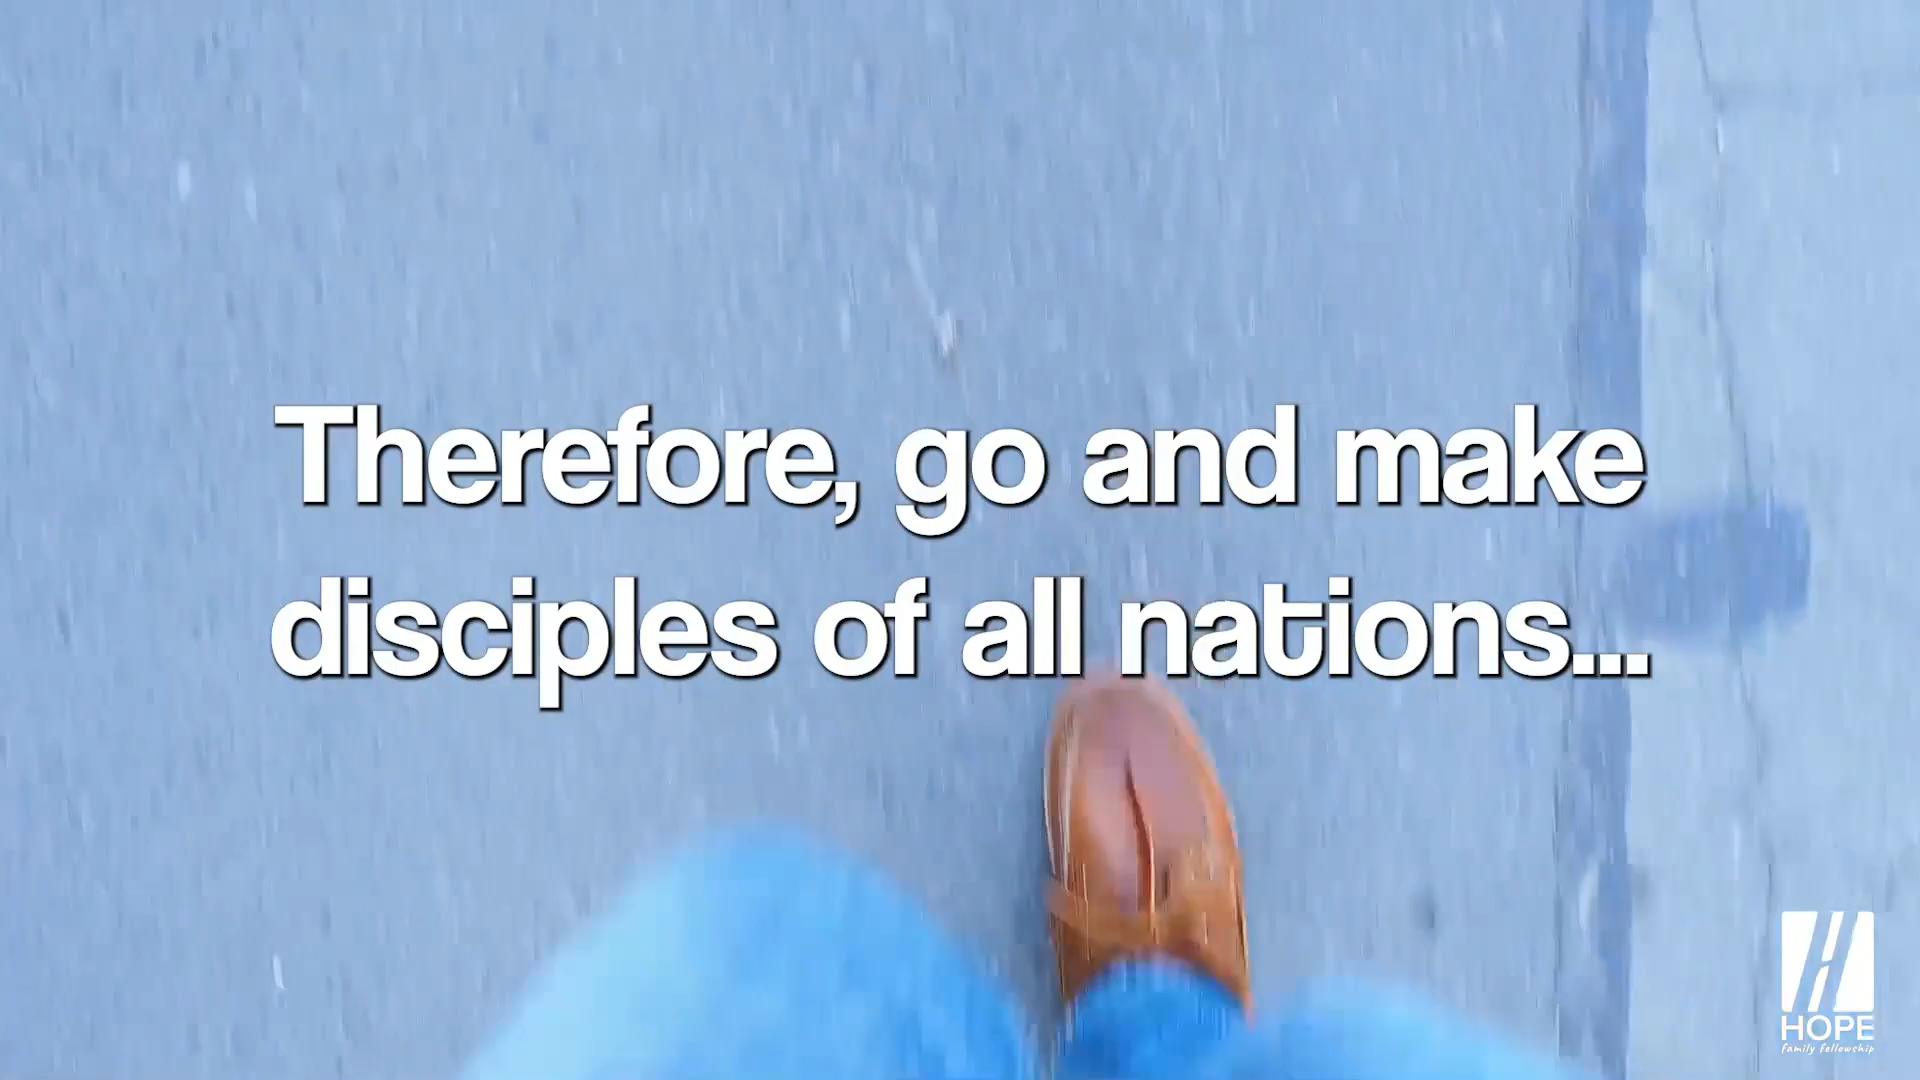 Therefore, go and make
disciples of all nations...
HOPE
family fellowship